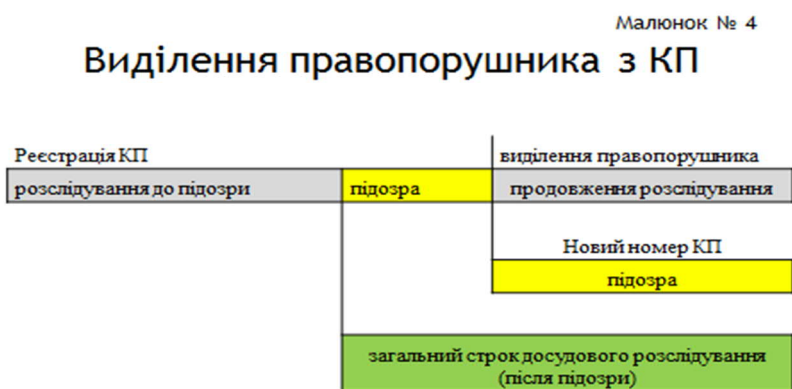 Малюнок № 4
Виділення правопорушника з КП
Реєстрація КП
виділення правопорушника
розслідування до підозри
підозра
продовження розслідування
Новий номер КП
підозра
загальний строк досудового розслідування
(після підозри)